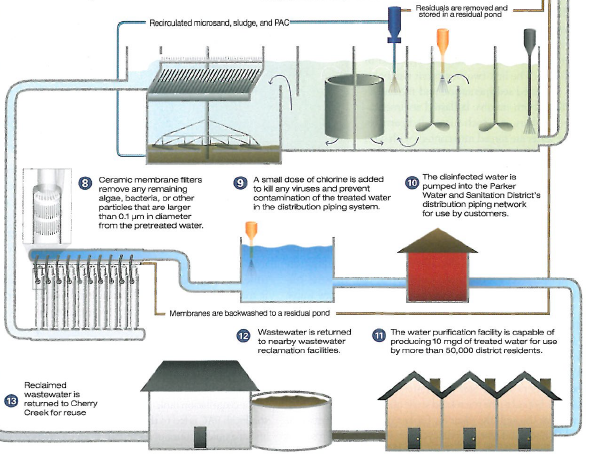 Residuals are removed and
stored in a residual pond
Recirculated microsand, sludge, and PAC
8
Ceramic membrane filters
remove any remaining
algae, bacteria, or other
particles that are larger
than 0.1 µm in diameter
from the pretreated water.
9
A small dose of chlorine is added
to kill any viruses and prevent
contamination of the treated water
in the distribution piping system.
10
The disinfected water is
pumped into the Parker
Water and Sanitation District's
distribution piping network
for use by customers.
Membranes are backwashed to a residual pond
12
Wastewater is returned
to nearby wastewater
reclamation facilities.
11
The water purification facility is capable of
producing 10 mgd of treated water for use
by more than 50,000 district residents.
13
Reclaimed
wastewater is
returned to Cherry
Creek for reuse